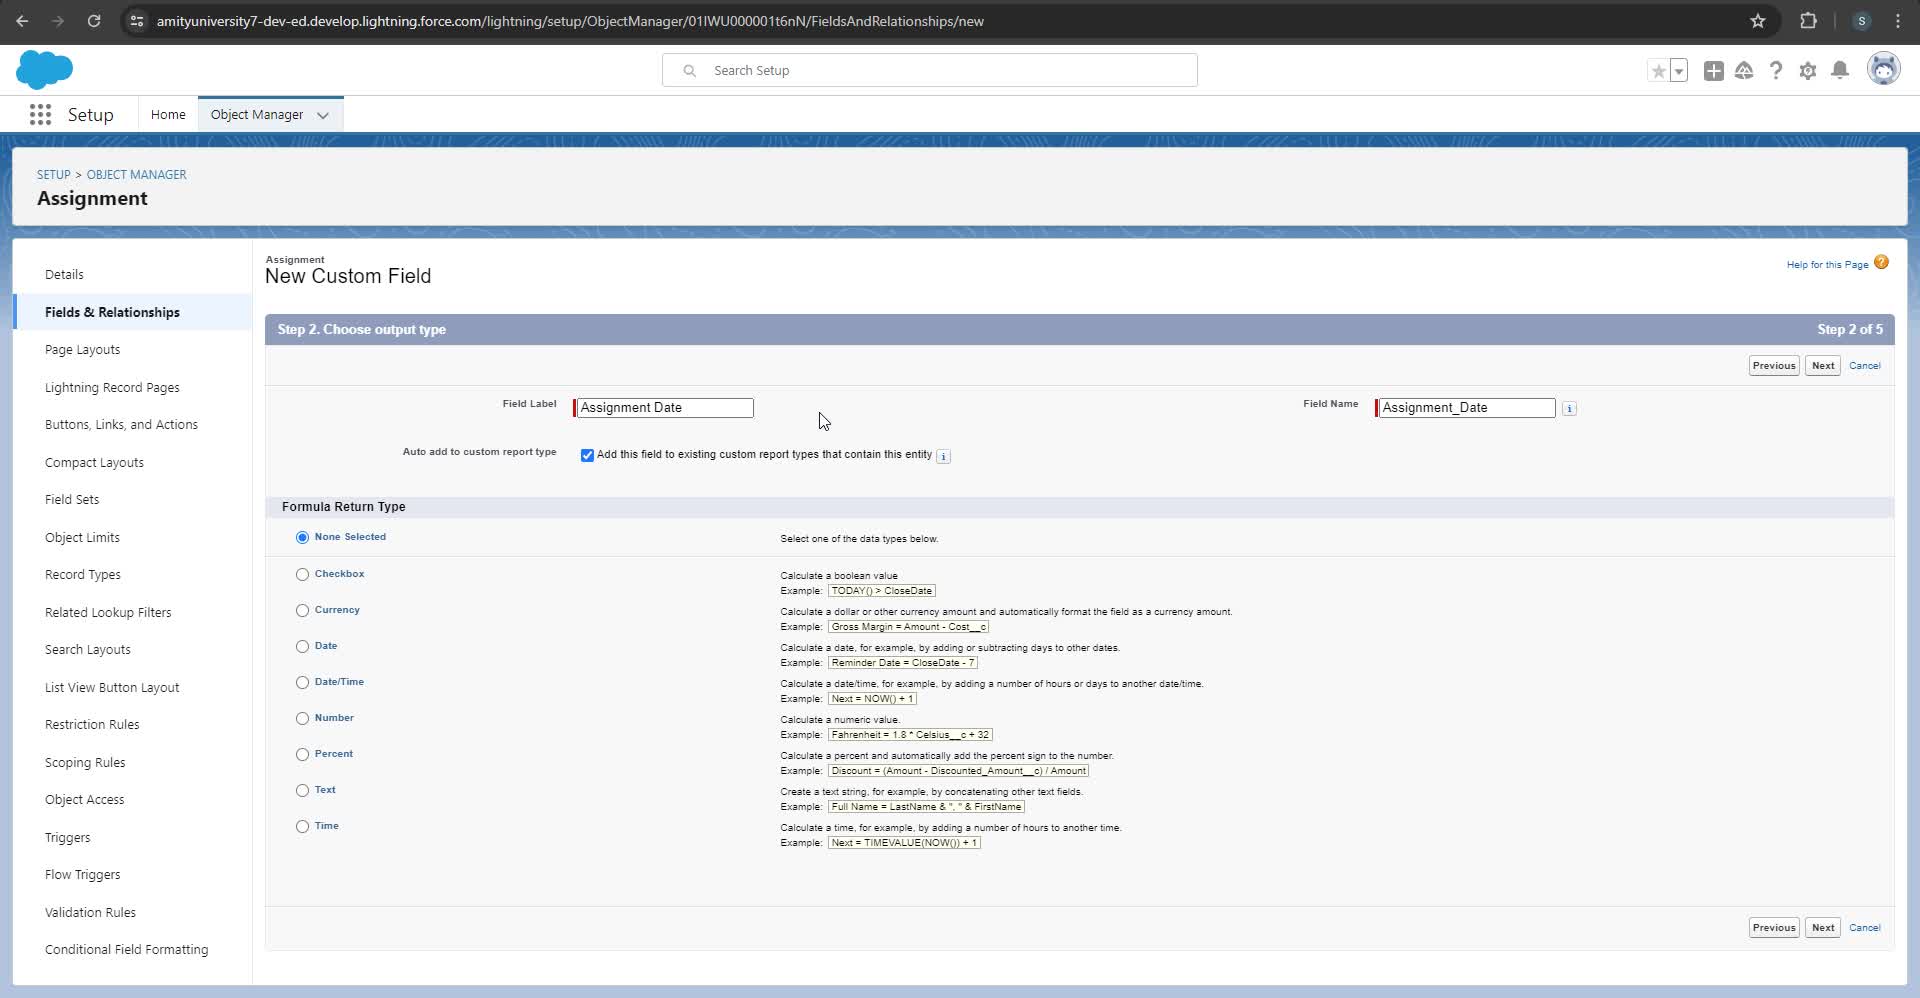 amityuniversity7-dev-ed.develop.lightning.force.com/lightning/setup/ObjectManager/01IWU000001t6nN/FieldsAndRelationships/new
S
Search Setup
Setup
Home
Object Manager
SETUP > OBJECT MANAGER
Assignment
Details
Fields & Relationships
Page Layouts
Lightning Record Pages
Buttons, Links, and Actions
Compact Layouts
Field Sets
Object Limits
Record Types
Related Lookup Filters
Search Layouts
List View Button Layout
Restriction Rules
Scoping Rules
Object Access
Triggers
Flow Triggers
Validation Rules
Conditional Field Formatting
Assignment
New Custom Field
Help for this Page ?
Step 2. Choose output type
Step 2 of 5
Previous Next Cancel
Field Label Assignment Date
Field Name Assignment_Date i
Auto add to custom report type Add this field to existing custom report types that contain this entity i
Formula Return Type
None Selected Select one of the data types below.
Checkbox Calculate a boolean value
Example: TODAY() > CloseDate
Currency Calculate a dollar or other currency amount and automatically format the field as a currency amount.
Example: Gross Margin = Amount - Cost__c
Date Calculate a date, for example, by adding or subtracting days to other dates.
Example: Reminder Date = CloseDate - 7
Date/Time Calculate a date/time, for example, by adding a number of hours or days to another date/time.
Example: Next = NOW() + 1
Number Calculate a numeric value.
Example: Fahrenheit = 1.8 * Celsius__c + 32
Percent Calculate a percent and automatically add the percent sign to the number.
Example: Discount = (Amount - Discounted_Amount__c) / Amount
Text Create a text string, for example, by concatenating other text fields.
Example: Full Name = LastName & ", " & FirstName
Time Calculate a time, for example, by adding a number of hours to another time.
Example: Next = TIMEVALUE(NOW()) + 1
Previous Next Cancel